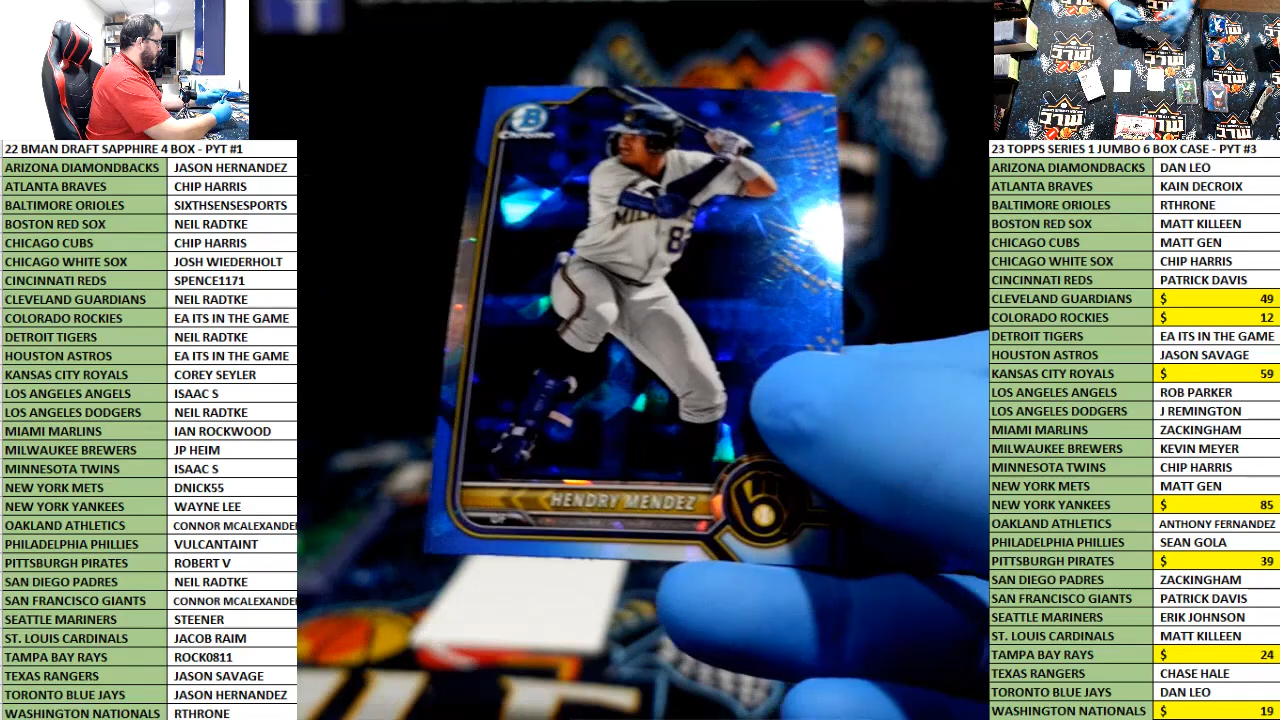 22 BMAN DRAFT SAPPHIRE 4 BOX - PYT #1
ARIZONA DIAMONDBACKS JASON HERNANDEZ
ATLANTA BRAVES CHIP HARRIS
BALTIMORE ORIOLES SIXTHSENSESPORTS
BOSTON RED SOX NEIL RADTKE
CHICAGO CUBS CHIP HARRIS
CHICAGO WHITE SOX JOSH WIEDERHOLT
CINCINNATI REDS SPENCE1171
CLEVELAND GUARDIANS NEIL RADTKE
COLORADO ROCKIES EA ITS IN THE GAME
DETROIT TIGERS NEIL RADTKE
HOUSTON ASTROS EA ITS IN THE GAME
KANSAS CITY ROYALS COREY SEYLER
LOS ANGELES ANGELS ISAAC S
LOS ANGELES DODGERS NEIL RADTKE
MIAMI MARLINS IAN ROCKWOOD
MILWAUKEE BREWERS JP HEIM
MINNESOTA TWINS ISAAC S
NEW YORK METS DNICK55
NEW YORK YANKEES WAYNE LEE
OAKLAND ATHLETICS CONNOR MCALEXANDE
PHILADELPHIA PHILLIES VULCANTAINT
PITTSBURGH PIRATES ROBERT V
SAN DIEGO PADRES NEIL RADTKE
SAN FRANCISCO GIANTS CONNOR MCALEXANDE
SEATTLE MARINERS STEENER
ST. LOUIS CARDINALS JACOB RAIM
TAMPA BAY RAYS ROCK0811
TEXAS RANGERS JASON SAVAGE
TORONTO BLUE JAYS JASON HERNANDEZ
WASHINGTON NATIONALS RTHRONE
B
Chrome
HENDRY MENDEZ
23 TOPPS SERIES 1 JUMBO 6 BOX CASE - PYT #3
ARIZONA DIAMONDBACKS DAN LEO
ATLANTA BRAVES KAIN DECROIX
BALTIMORE ORIOLES RTHRONE
BOSTON RED SOX MATT KILLEEN
CHICAGO CUBS MATT GEN
CHICAGO WHITE SOX CHIP HARRIS
CINCINNATI REDS PATRICK DAVIS
CLEVELAND GUARDIANS $ 49
COLORADO ROCKIES $ 12
DETROIT TIGERS EA ITS IN THE GAME
HOUSTON ASTROS JASON SAVAGE
KANSAS CITY ROYALS $ 59
LOS ANGELES ANGELS ROB PARKER
LOS ANGELES DODGERS J REMINGTON
MIAMI MARLINS ZACKINGHAM
MILWAUKEE BREWERS KEVIN MEYER
MINNESOTA TWINS CHIP HARRIS
NEW YORK METS MATT GEN
NEW YORK YANKEES $ 85
OAKLAND ATHLETICS ANTHONY FERNANDEZ
PHILADELPHIA PHILLIES SEAN GOLA
PITTSBURGH PIRATES $ 39
SAN DIEGO PADRES ZACKINGHAM
SAN FRANCISCO GIANTS PATRICK DAVIS
SEATTLE MARINERS ERIK JOHNSON
ST. LOUIS CARDINALS MATT KILLEEN
TAMPA BAY RAYS $ 24
TEXAS RANGERS CHASE HALE
TORONTO BLUE JAYS DAN LEO
WASHINGTON NATIONALS $ 19